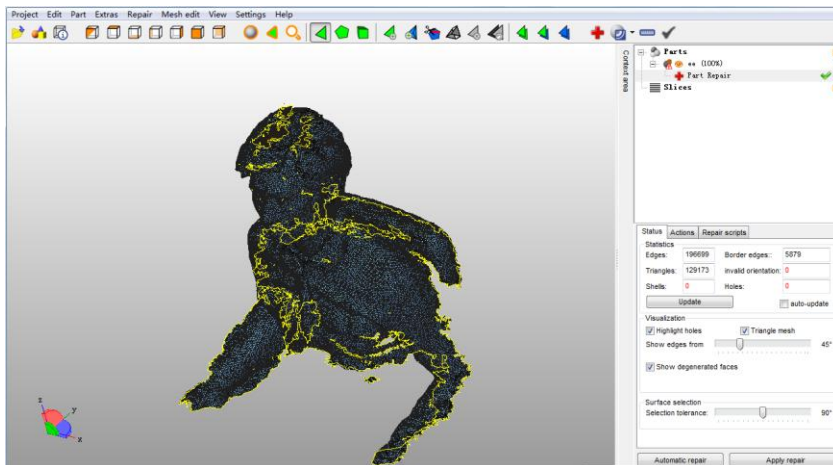 Project Edit Part Extras Repair Mesh edit View Settings Help
Context area
Parts
(100%)
Part Repair
Slices
Status Actions Repair scripts
Statistics
Edges: 196699 Border edges:: 5879
Triangles: 129173 Invalid orientation: 0
Shells: 0 Holes: 0
Update auto-update
Visualization
Highlight holes Triangle mesh
Show edges from 45°
Show degenerated faces
Surface selection
Selection tolerance: 90°
Automatic repair Apply repair
z
y
x